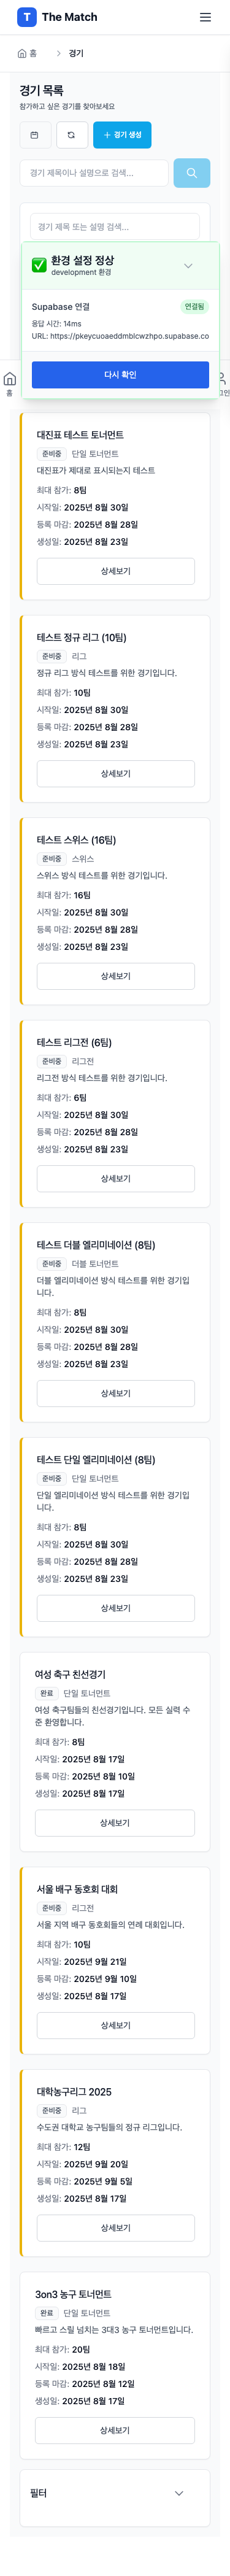 T The Match
홈 > 경기
경기 목록
참가하고 싶은 경기를 찾아보세요
+ 경기 생성
경기 제목이나 설명으로 검색...
경기 제목 또는 설명 검색...
환경 설정 정상
development 환경
Supabase 연결 연결됨
응답 시간: 14ms
URL: https://pkeycuoaeddmblcwzhpo.supabase.co
다시 확인
홈
그인
대진표 테스트 토너먼트
준비중 단일 토너먼트
대진표가 제대로 표시되는지 테스트
최대 참가: 8팀
시작일: 2025년 8월 30일
등록 마감: 2025년 8월 28일
생성일: 2025년 8월 23일
상세보기
테스트 정규 리그 (10팀)
준비중 리그
정규 리그 방식 테스트를 위한 경기입니다.
최대 참가: 10팀
시작일: 2025년 8월 30일
등록 마감: 2025년 8월 28일
생성일: 2025년 8월 23일
상세보기
테스트 스위스 (16팀)
준비중 스위스
스위스 방식 테스트를 위한 경기입니다.
최대 참가: 16팀
시작일: 2025년 8월 30일
등록 마감: 2025년 8월 28일
생성일: 2025년 8월 23일
상세보기
테스트 리그전 (6팀)
준비중 리그전
리그전 방식 테스트를 위한 경기입니다.
최대 참가: 6팀
시작일: 2025년 8월 30일
등록 마감: 2025년 8월 28일
생성일: 2025년 8월 23일
상세보기
테스트 더블 엘리미네이션 (8팀)
준비중 더블 토너먼트
더블 엘리미네이션 방식 테스트를 위한 경기입
니다.
최대 참가: 8팀
시작일: 2025년 8월 30일
등록 마감: 2025년 8월 28일
생성일: 2025년 8월 23일
상세보기
테스트 단일 엘리미네이션 (8팀)
준비중 단일 토너먼트
단일 엘리미네이션 방식 테스트를 위한 경기입
니다.
최대 참가: 8팀
시작일: 2025년 8월 30일
등록 마감: 2025년 8월 28일
생성일: 2025년 8월 23일
상세보기
여성 축구 친선경기
완료 단일 토너먼트
여성 축구팀들의 친선경기입니다. 모든 실력 수
준 환영합니다.
최대 참가: 8팀
시작일: 2025년 8월 17일
등록 마감: 2025년 8월 10일
생성일: 2025년 8월 17일
상세보기
서울 배구 동호회 대회
준비중 리그전
서울 지역 배구 동호회들의 연례 대회입니다.
최대 참가: 10팀
시작일: 2025년 9월 21일
등록 마감: 2025년 9월 10일
생성일: 2025년 8월 17일
상세보기
대학농구리그 2025
준비중 리그
수도권 대학교 농구팀들의 정규 리그입니다.
최대 참가: 12팀
시작일: 2025년 9월 20일
등록 마감: 2025년 9월 5일
생성일: 2025년 8월 17일
상세보기
3on3 농구 토너먼트
완료 단일 토너먼트
빠르고 스릴 넘치는 3대3 농구 토너먼트입니다.
최대 참가: 20팀
시작일: 2025년 8월 18일
등록 마감: 2025년 8월 12일
생성일: 2025년 8월 17일
상세보기
필터